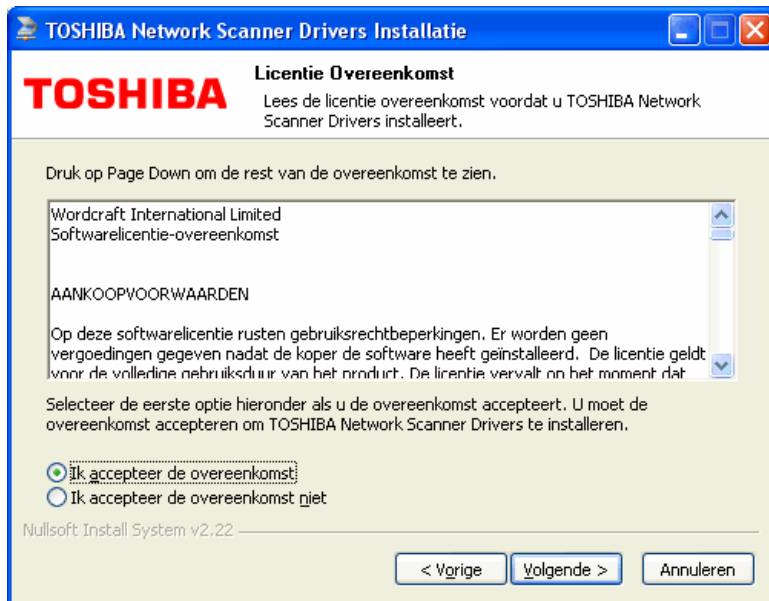 TOSHIBA Network Scanner Drivers Installatie
TOSHIBA
Licentie Overeenkomst
Lees de licentie overeenkomst voordat u TOSHIBA Network
Scanner Drivers installeert.
Druk op Page Down om de rest van de overeenkomst te zien.
Wordcraft International Limited
Softwarelicentie-overeenkomst
AANKOOPVOORWAARDEN
Op deze softwarelicentie rusten gebruiksrechtbeperkingen. Er worden geen
vergoedingen gegeven nadat de koper de software heeft geïnstalleerd. De licentie geldt
voor de volledige gebruiksduur van het product. De licentie vervalt op het moment dat
Selecteer de eerste optie hieronder als u de overeenkomst accepteert. U moet de
overeenkomst accepteren om TOSHIBA Network Scanner Drivers te installeren.
Ik accepteer de overeenkomst
Ik accepteer de overeenkomst niet
Nullsoft Install System v2.22
< Vorige
Volgende >
Annuleren